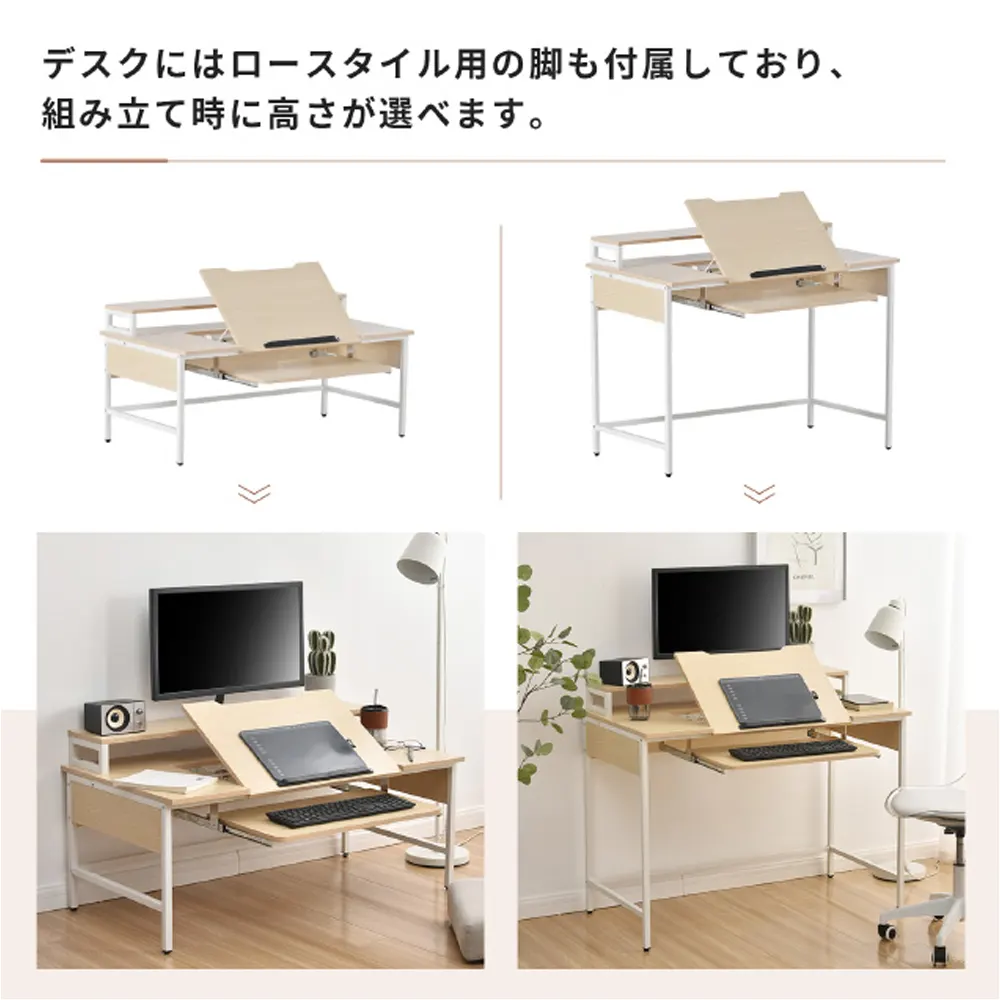 デスクにはロースタイル用の脚も付属しており、
組み立て時に高さが選べます。